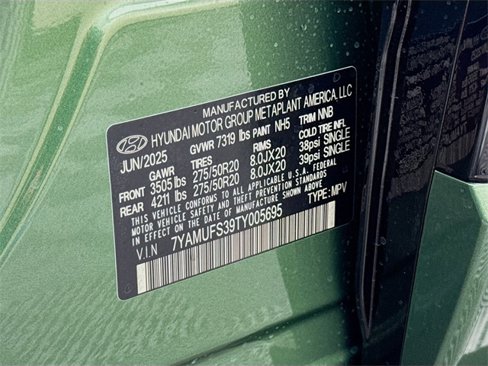 MANUFACTURED BY
HYUNDAI MOTOR GROUP METAPLANT AMERICA, LLC
JUN/2025 GVWR 7319 lbs PAINT NH5 TRIM NNB
GAWR TIRES RIMS COLD TIRE INFL
FRONT 3505 lbs 275/50R20 8.0JX20 38psi SINGLE
REAR 4211 lbs 275/50R20 8.0JX20 39psi SINGLE
THIS VEHICLE CONFORMS TO ALL APPLICABLE U.S.A. FEDERAL
MOTOR VEHICLE SAFETY STANDARDS
IN EFFECT ON THE DATE OF
MANUFACTURE SHOWN ABOVE.
V.I.N 7YAMUFS39TY005695 TYPE: MPV